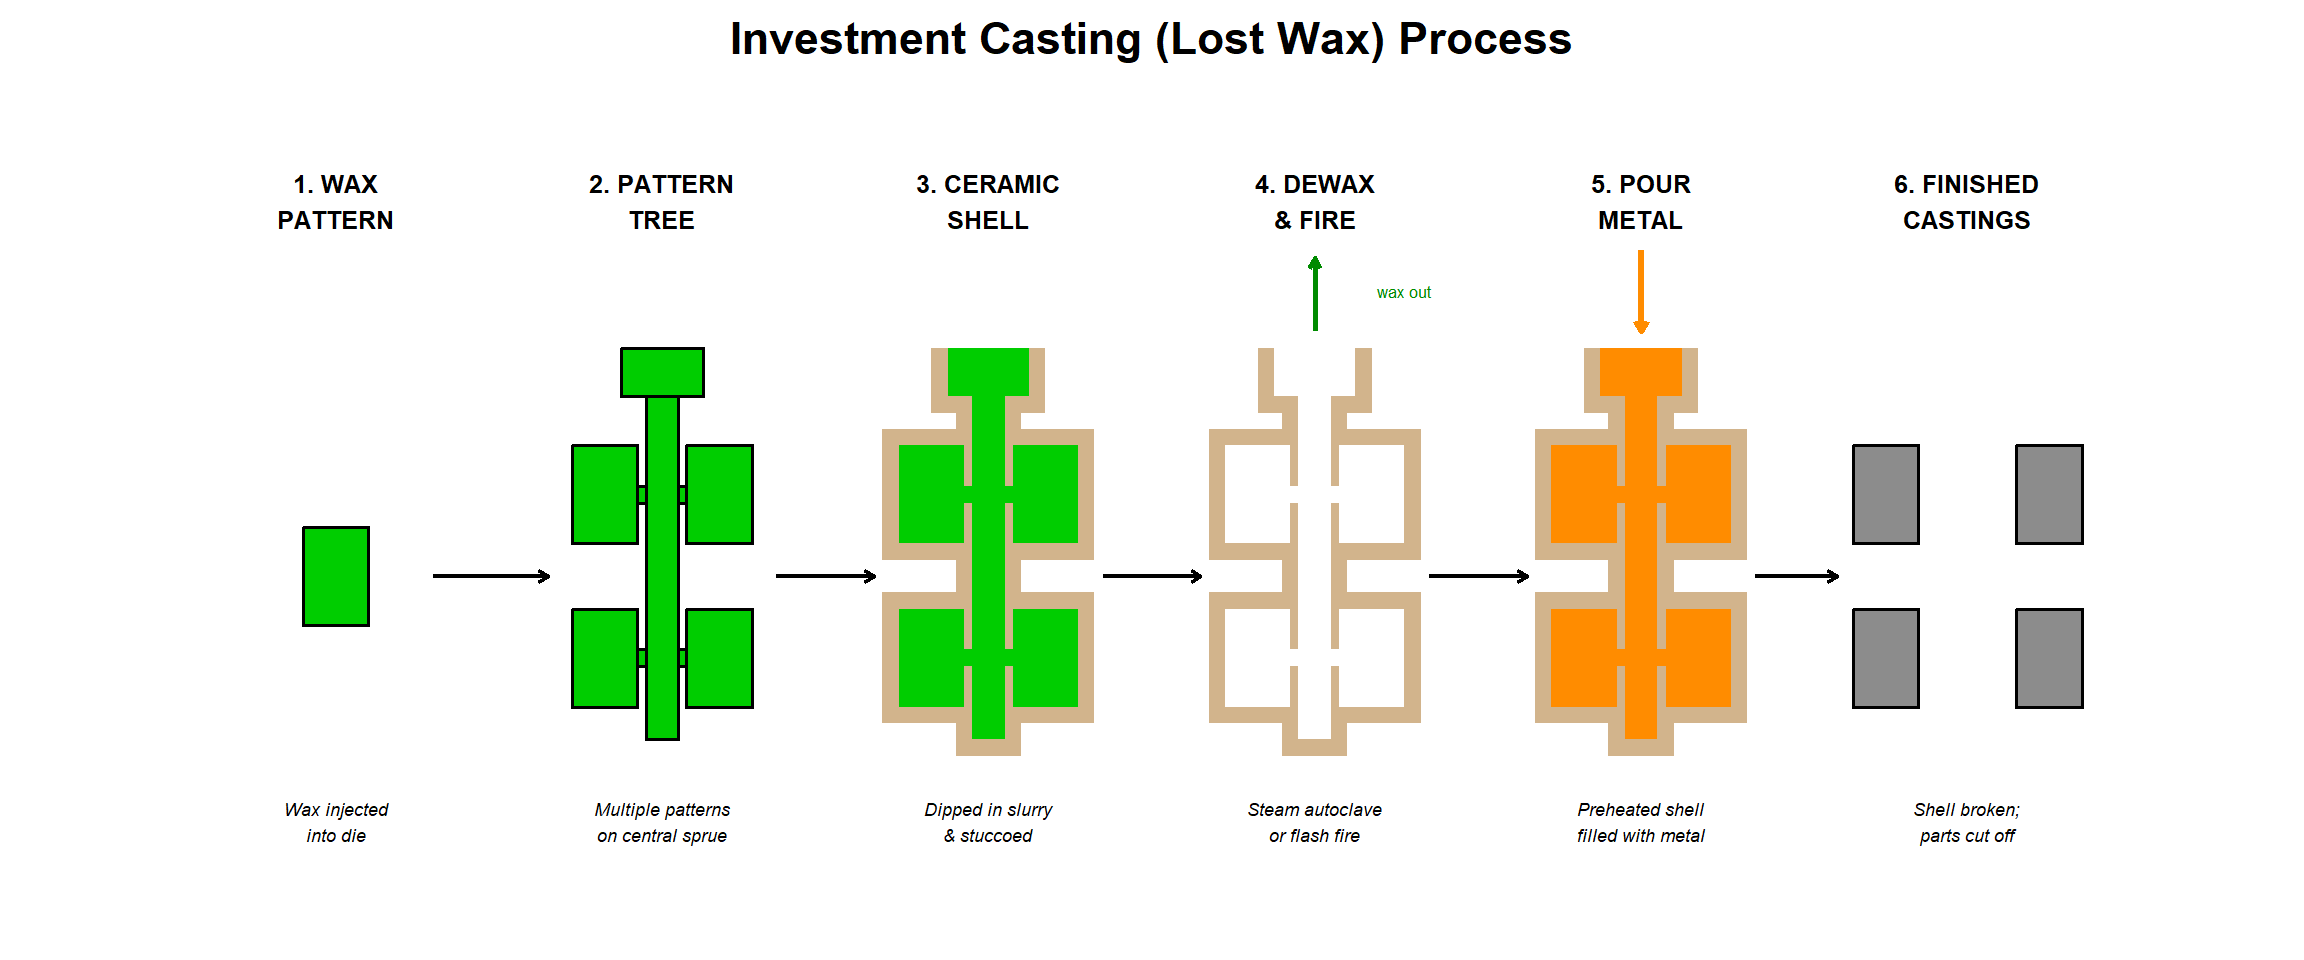 Investment Casting (Lost Wax) Process
1. WAX
PATTERN
2. PATTERN
TREE
3. CERAMIC
SHELL
4. DEWAX
& FIRE
5. POUR
METAL
6. FINISHED
CASTINGS
wax out
Wax injected
into die
Multiple patterns
on central sprue
Dipped in slurry
& stuccoed
Steam autoclave
or flash fire
Preheated shell
filled with metal
Shell broken;
parts cut off